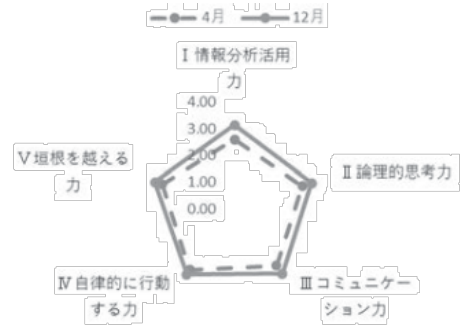 4月 12月
Ⅰ情報分析活用
力
4.00
3.00
2.00
1.00
0.00
Ⅴ垣根を越える
力
Ⅱ論理的思考力
Ⅳ自律的に行動
する力
Ⅲコミュニケー
ション力